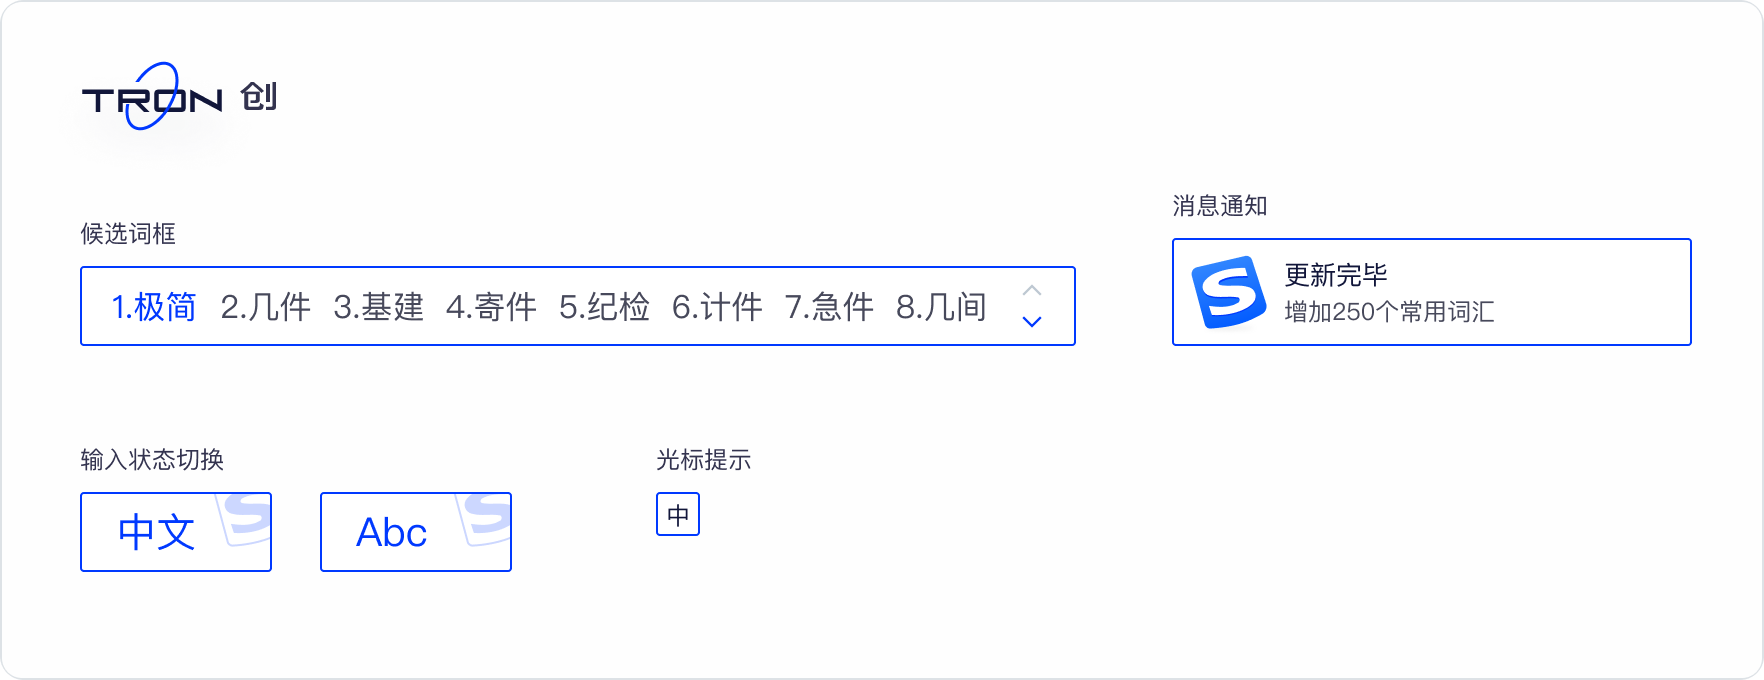 TRON 创
候选词框
1.极简 2.几件 3.基建 4.寄件 5.纪检 6.计件 7.急件 8.几间
消息通知
更新完毕
增加250个常用词汇
输入状态切换
中文
Abc
光标提示
中